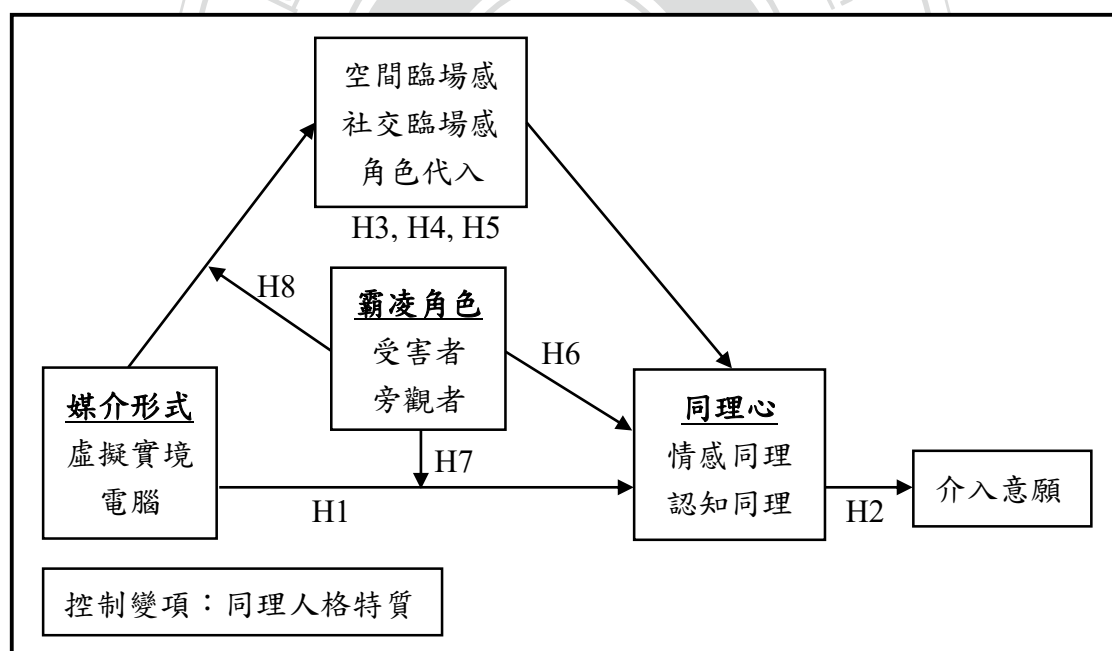 空間臨場感
社交臨場感
角色代入
H3, H4, H5
H8
霸凌角色
受害者
旁觀者
H6
H7
媒介形式
虛擬實境
電腦
H1
同理心
情感同理
認知同理
H2
介入意願
控制變項：同理人格特質